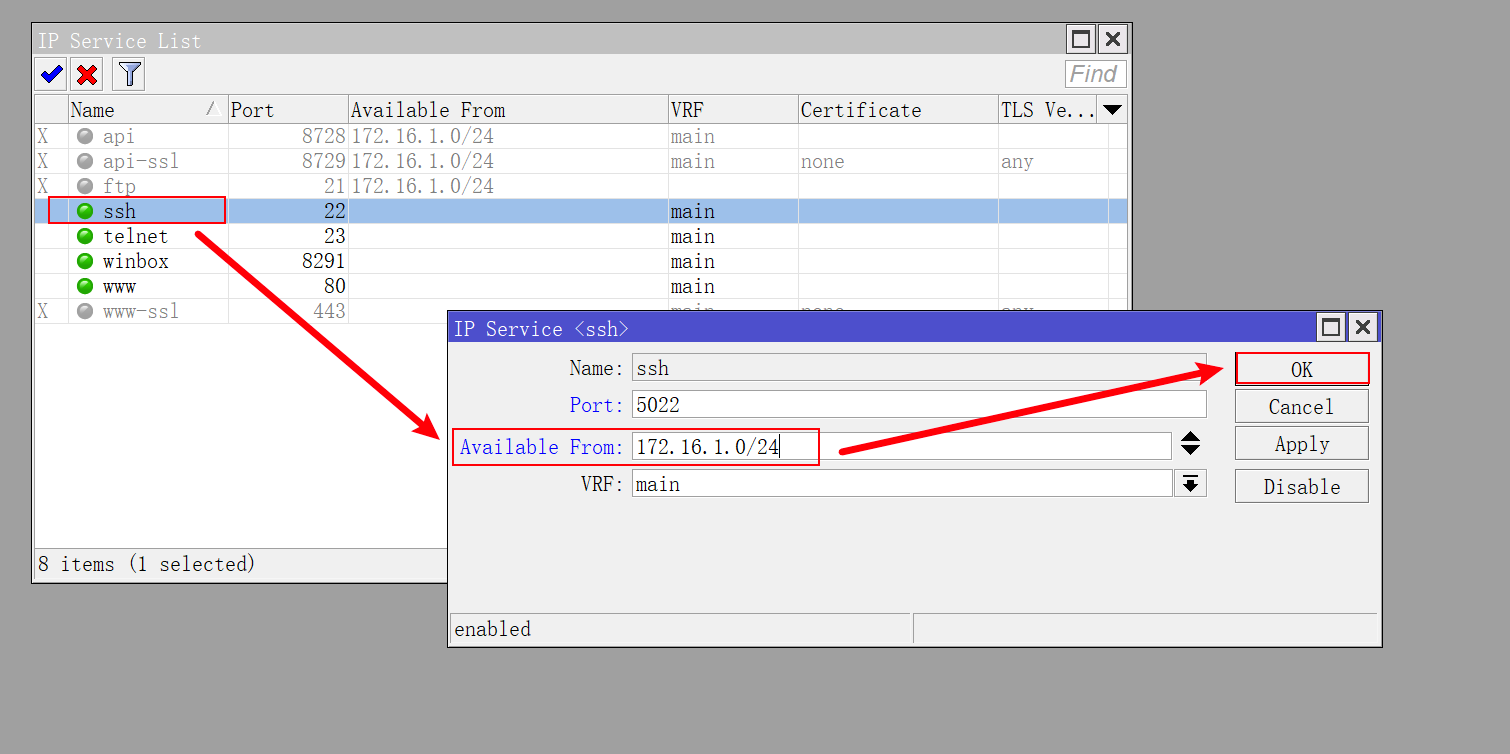 IP Service List
Find
Name Port Available From VRF Certificate TLS Ve...
X api 8728 172.16.1.0/24 main
X api-ssl 8729 172.16.1.0/24 main none any
X ftp 21 172.16.1.0/24
ssh 22 main
telnet 23 main
winbox 8291 main
www 80 main
X www-ssl 443 main none any
IP Service <ssh>
Name: ssh
OK
Port: 5022
Cancel
Available From: 172.16.1.0/24
Apply
VRF: main
Disable
8 items (1 selected)
enabled